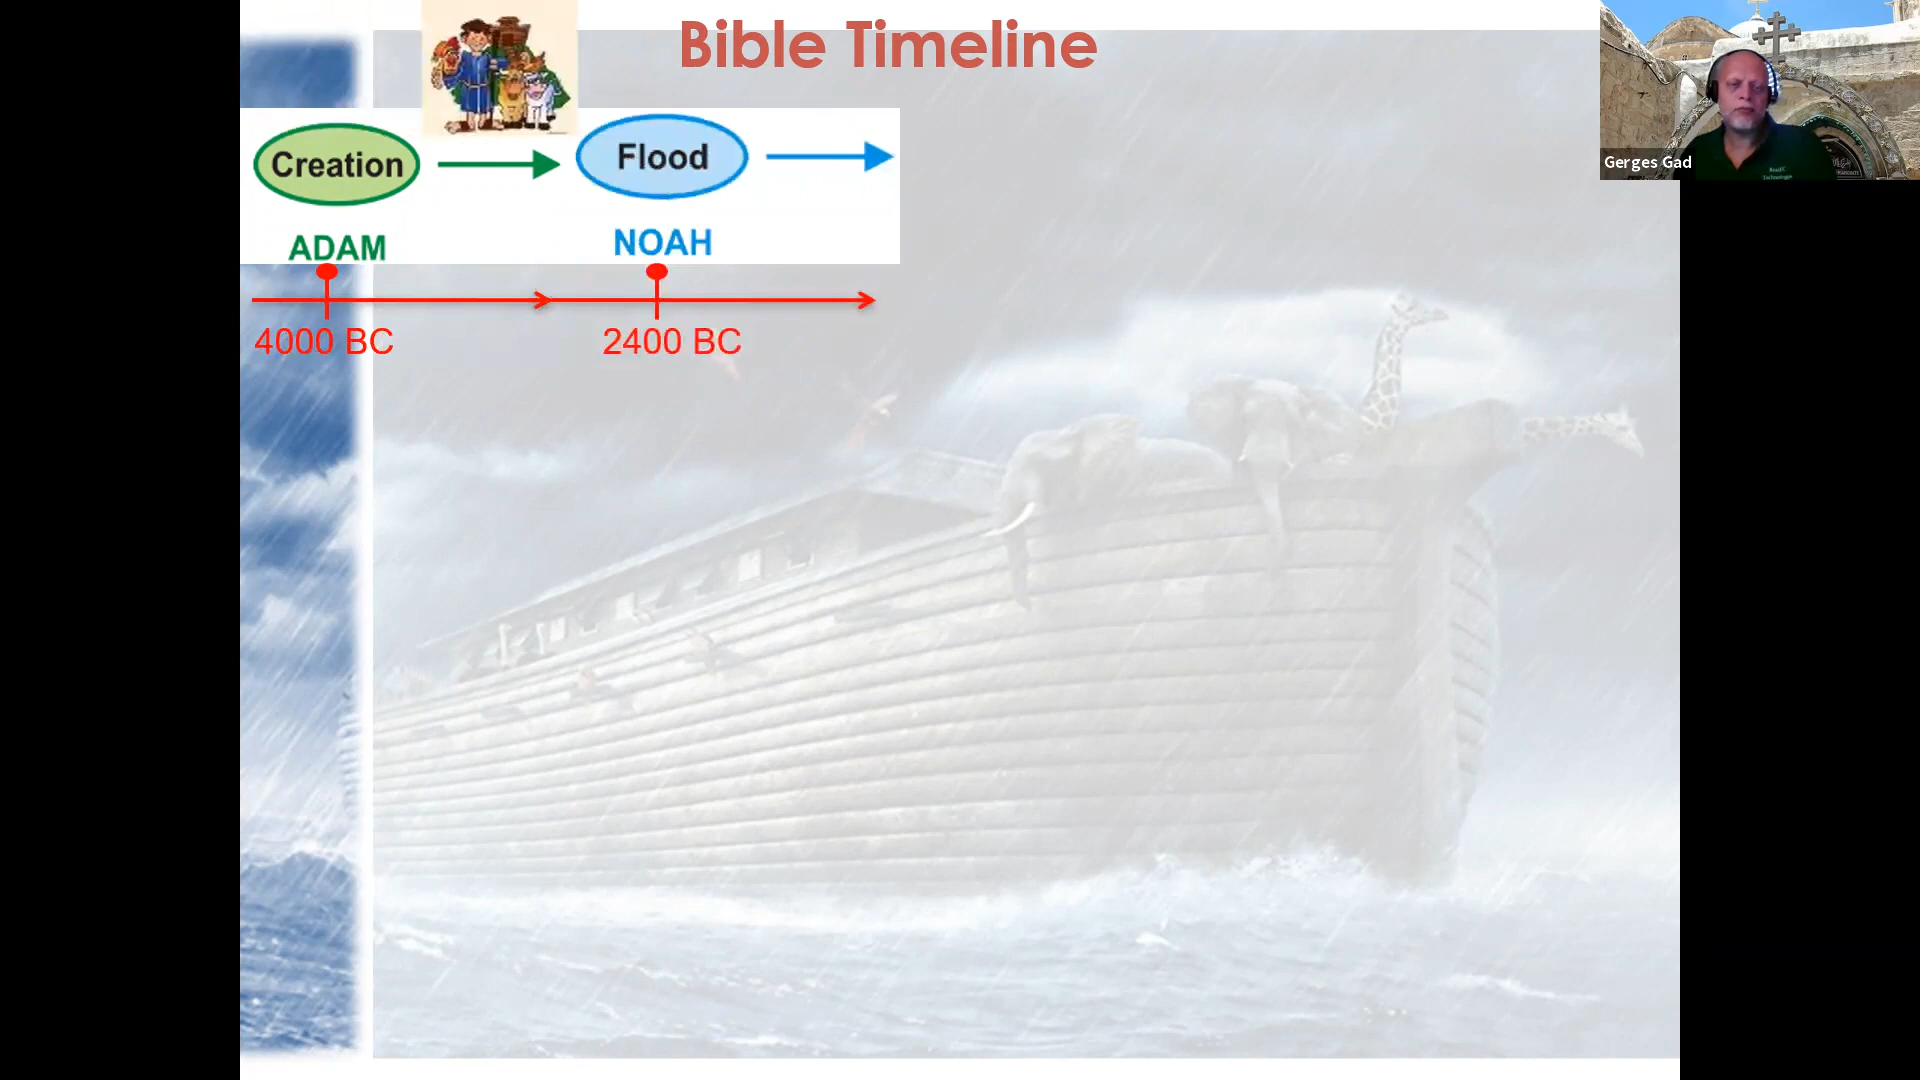 Bible Timeline
Creation
Flood
ADAM
NOAH
4000 BC
2400 BC
Gerges Gad